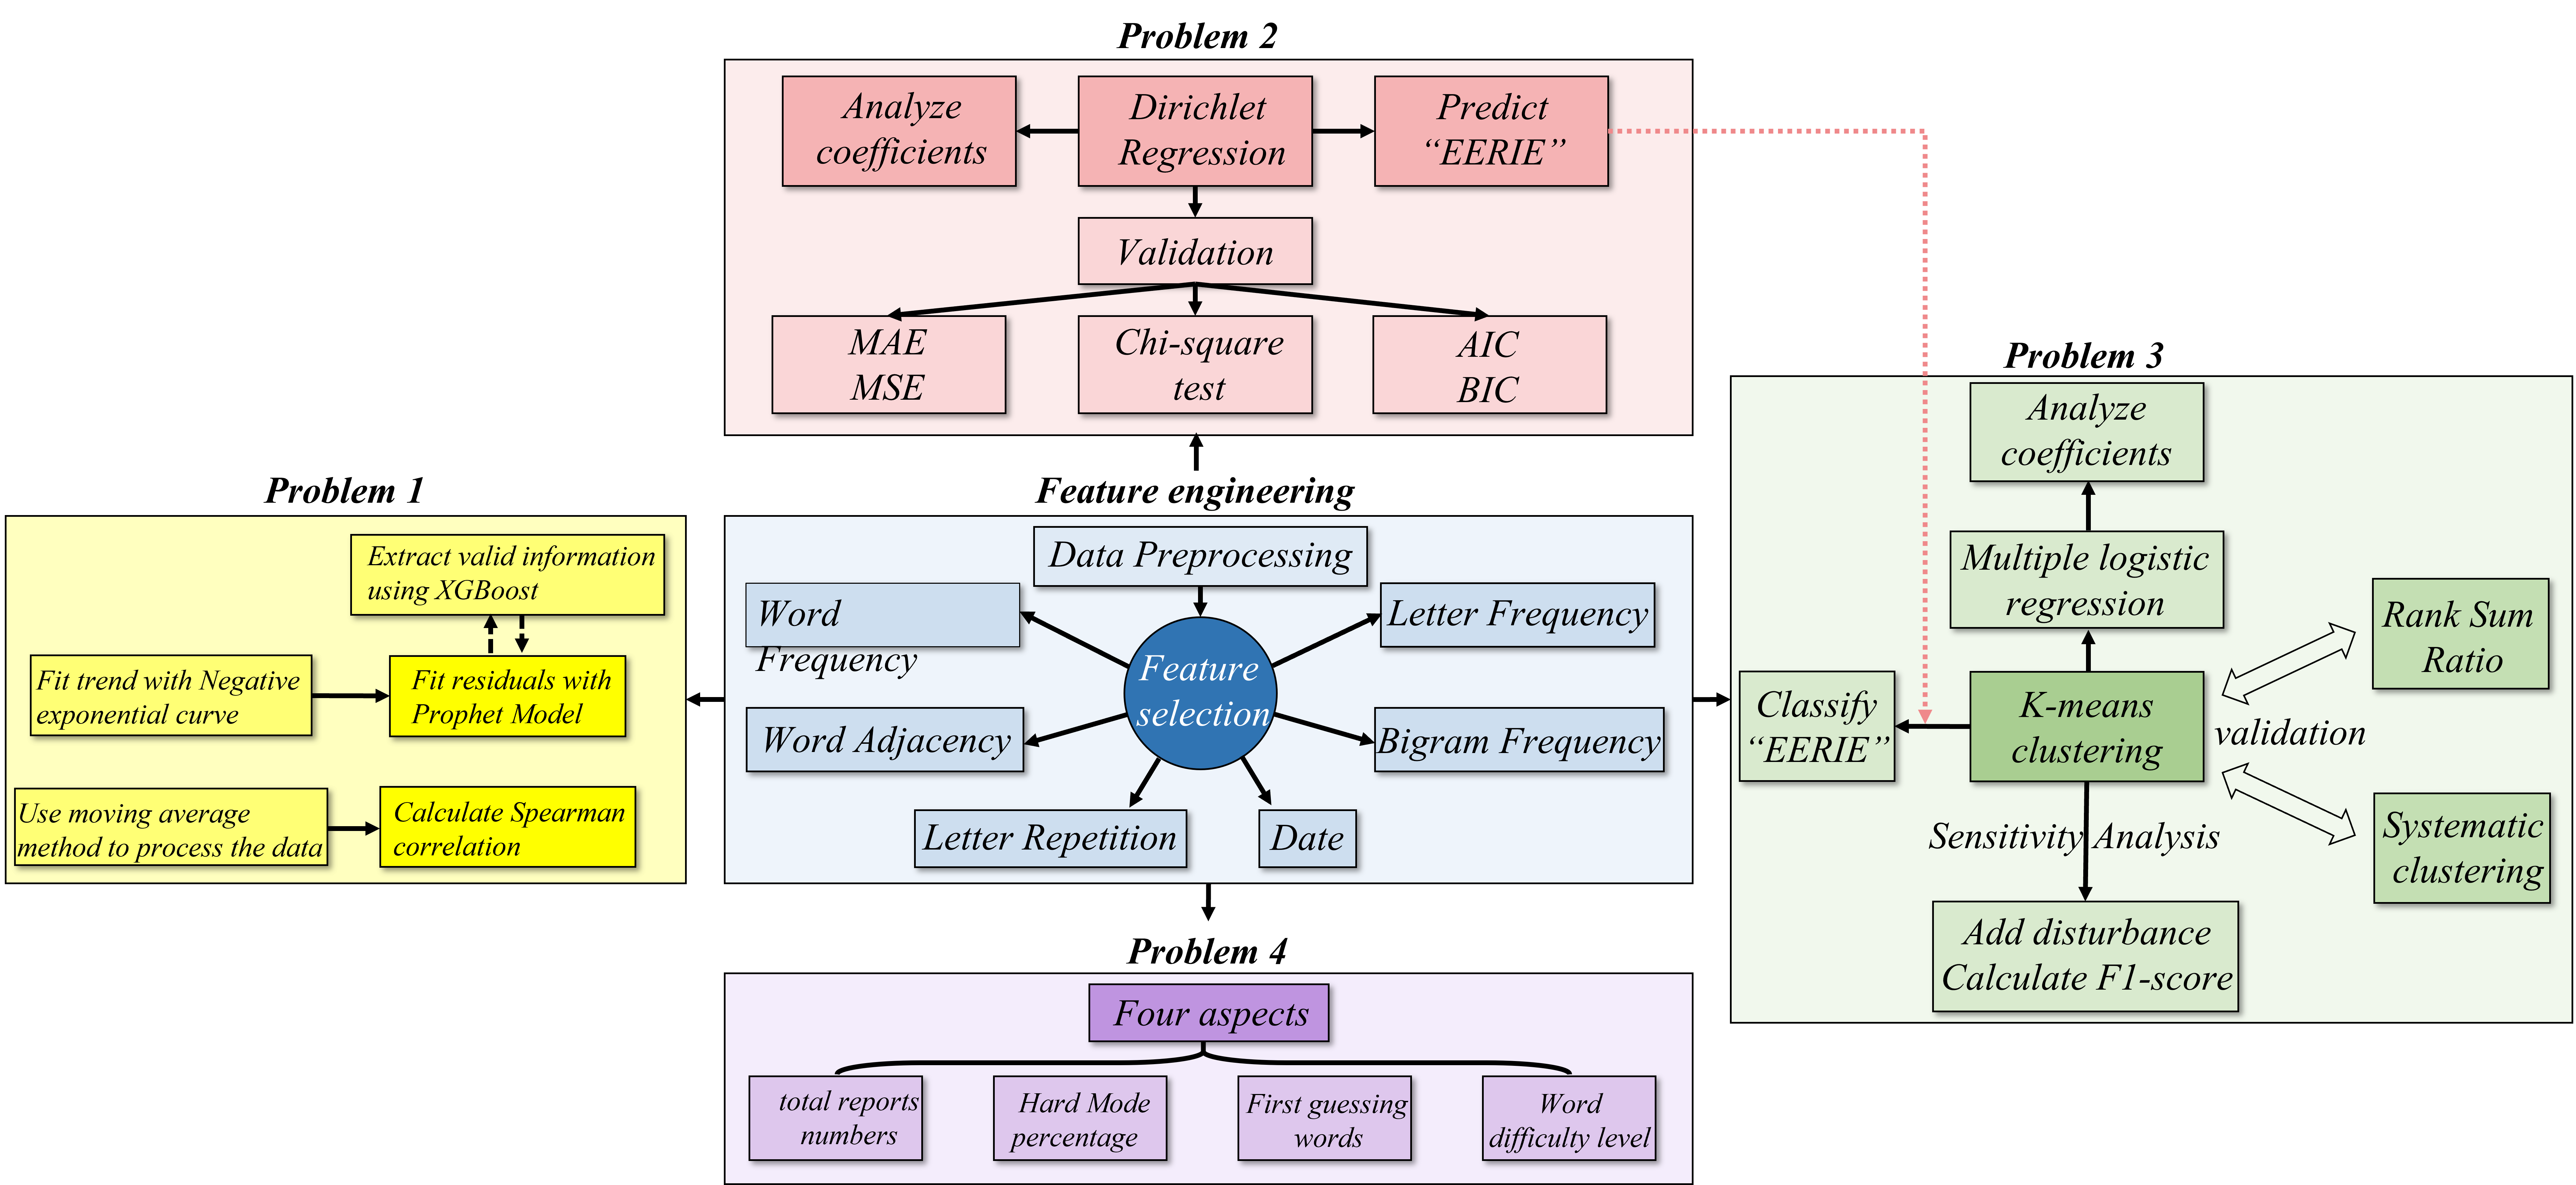 Problem 2
Analyze
coefficients
Dirichlet
Regression
Predict
“EERIE”
Validation
MAE
MSE
Chi-square
test
AIC
BIC
Problem 1
Extract valid information
using XGBoost
Fit trend with Negative
exponential curve
Fit residuals with
Prophet Model
Use moving average
method to process the data
Calculate Spearman
correlation
Feature engineering
Data Preprocessing
Word
Frequency
Letter Frequency
Feature
selection
Word Adjacency
Bigram Frequency
Letter Repetition
Date
Problem 3
Analyze
coefficients
Multiple logistic
regression
Rank Sum
Ratio
Classify
“EERIE”
K-means
clustering
validation
Sensitivity Analysis
Systematic
clustering
Add disturbance
Calculate F1-score
Problem 4
Four aspects
total reports
numbers
Hard Mode
percentage
First guessing
words
Word
difficulty level